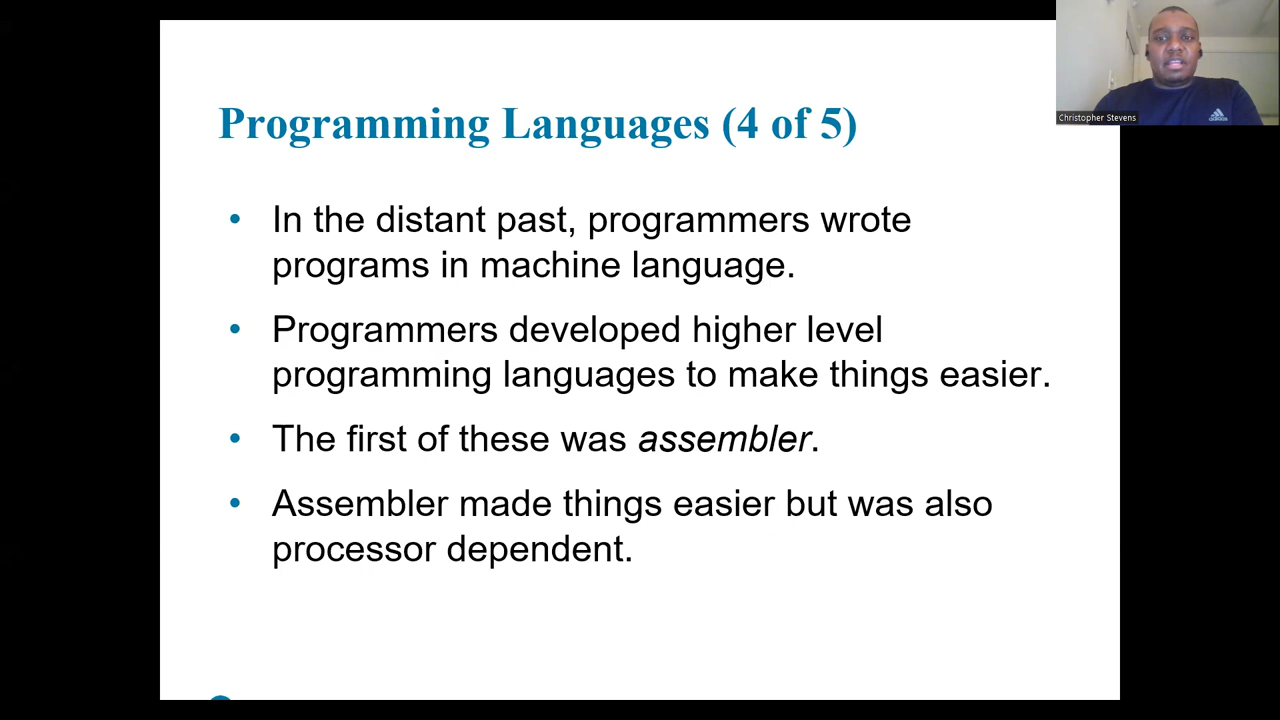 Programming Languages (4 of 5)
• In the distant past, programmers wrote
programs in machine language.
• Programmers developed higher level
programming languages to make things easier.
• The first of these was assembler.
• Assembler made things easier but was also
processor dependent.
Christopher Stevens
adidas